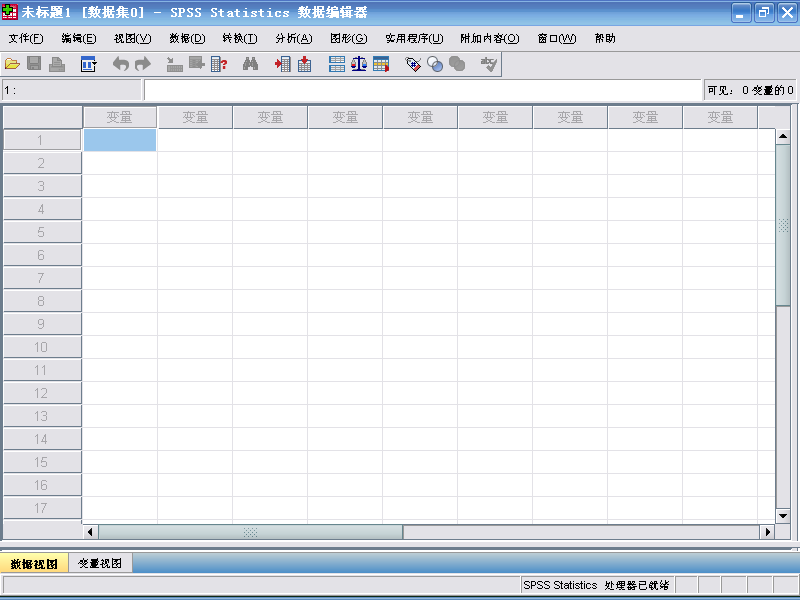 未标题1 [数据集0] - SPSS Statistics 数据编辑器
文件(F) 编辑(E) 视图(V) 数据(D) 转换(T) 分析(A) 图形(G) 实用程序(U) 附加内容(O) 窗口(W) 帮助
1 : 可见: 0 变量的 0
变量 变量 变量 变量 变量 变量 变量 变量 变量
1
2
3
4
5
6
7
8
9
10
11
12
13
14
15
16
17
数据视图 变量视图
SPSS Statistics 处理器已就绪